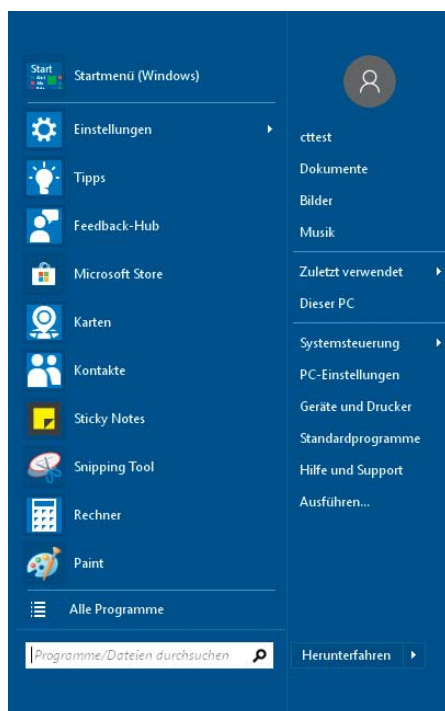 Start
Startmenü (Windows)
Einstellungen
Tipps
Feedback-Hub
Microsoft Store
Karten
Kontakte
Sticky Notes
Snipping Tool
Rechner
Paint
Alle Programme
Programme/Dateien durchsuchen
cttest
Dokumente
Bilder
Musik
Zuletzt verwendet
Dieser PC
Systemsteuerung
PC-Einstellungen
Geräte und Drucker
Standardprogramme
Hilfe und Support
Ausführen...
Herunterfahren